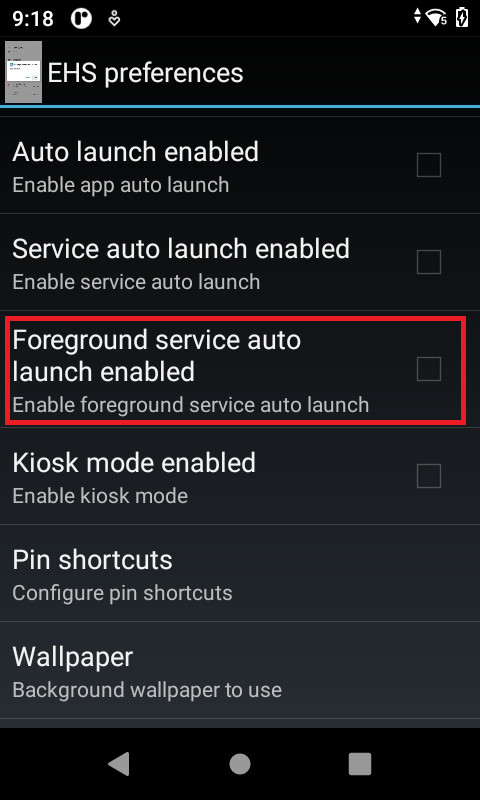 9:18
5
EHS preferences
Auto launch enabled
Enable app auto launch
Service auto launch enabled
Enable service auto launch
Foreground service auto
launch enabled
Enable foreground service auto launch
Kiosk mode enabled
Enable kiosk mode
Pin shortcuts
Configure pin shortcuts
Wallpaper
Background wallpaper to use